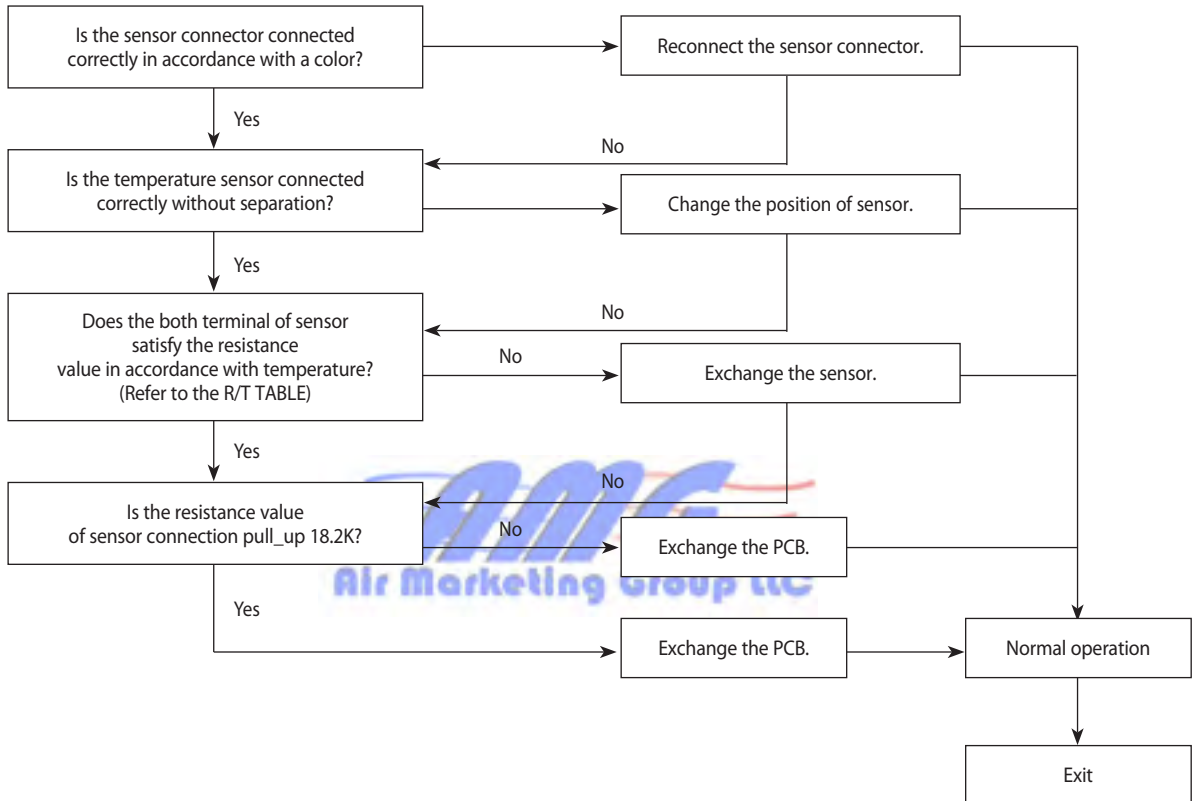 Is the sensor connector connected
correctly in accordance with a color?
Reconnect the sensor connector.
Yes
No
Is the temperature sensor connected
correctly without separation?
Change the position of sensor.
Yes
No
Does the both terminal of sensor
satisfy the resistance
value in accordance with temperature?
(Refer to the R/T TABLE)
No
Exchange the sensor.
Yes
No
Is the resistance value
of sensor connection pull_up 18.2K?
No
Exchange the PCB.
AMG
Air Marketing Group LLC
Yes
Exchange the PCB.
Normal operation
Exit